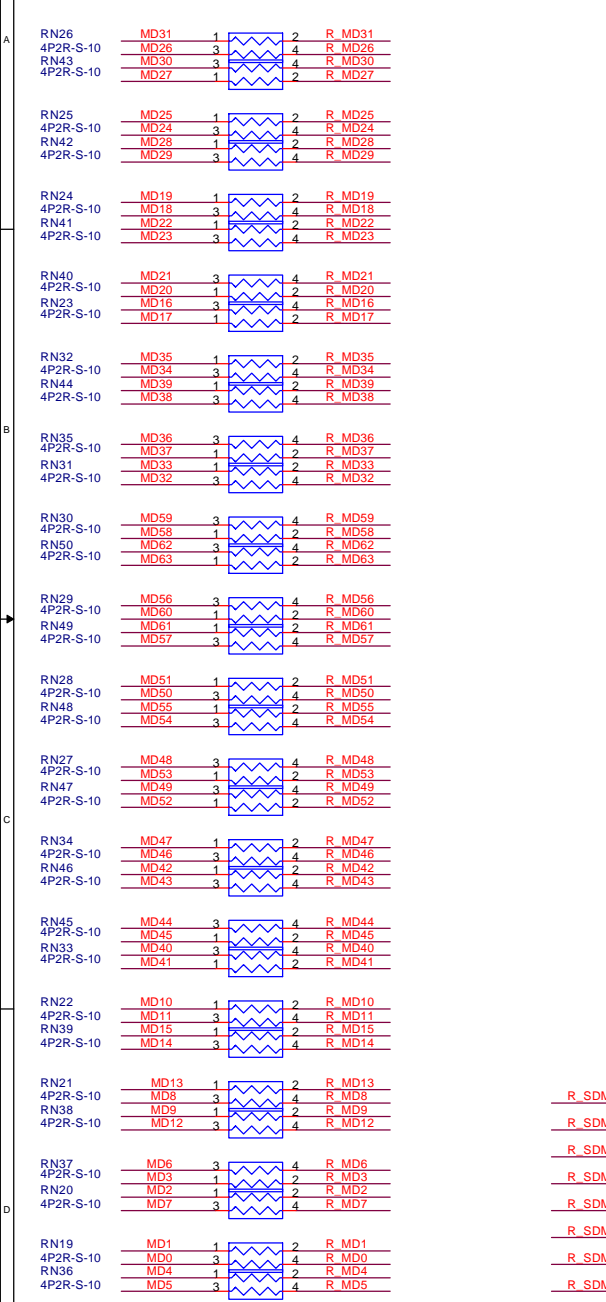 A
RN26 MD31 1 2 R_MD31
4P2R-S-10 MD26 3 4 R_MD26
RN43 MD30 3 4 R_MD30
4P2R-S-10 MD27 1 2 R_MD27
RN25 MD25 1 2 R_MD25
4P2R-S-10 MD24 3 4 R_MD24
RN42 MD28 1 2 R_MD28
4P2R-S-10 MD29 3 4 R_MD29
RN24 MD19 1 2 R_MD19
4P2R-S-10 MD18 3 4 R_MD18
RN41 MD22 1 2 R_MD22
4P2R-S-10 MD23 3 4 R_MD23
RN40 MD21 3 4 R_MD21
4P2R-S-10 MD20 1 2 R_MD20
RN23 MD16 3 4 R_MD16
4P2R-S-10 MD17 1 2 R_MD17
RN32 MD35 1 2 R_MD35
4P2R-S-10 MD34 3 4 R_MD34
RN44 MD39 1 2 R_MD39
4P2R-S-10 MD38 3 4 R_MD38
B
RN35 MD36 3 4 R_MD36
4P2R-S-10 MD37 1 2 R_MD37
RN31 MD33 1 2 R_MD33
4P2R-S-10 MD32 3 4 R_MD32
RN30 MD59 3 4 R_MD59
4P2R-S-10 MD58 1 2 R_MD58
RN50 MD62 3 4 R_MD62
4P2R-S-10 MD63 1 2 R_MD63
RN29 MD56 3 4 R_MD56
4P2R-S-10 MD60 1 2 R_MD60
RN49 MD61 1 2 R_MD61
4P2R-S-10 MD57 3 4 R_MD57
RN28 MD51 1 2 R_MD51
4P2R-S-10 MD50 3 4 R_MD50
RN48 MD55 1 2 R_MD55
4P2R-S-10 MD54 3 4 R_MD54
RN27 MD48 3 4 R_MD48
4P2R-S-10 MD53 1 2 R_MD53
RN47 MD49 3 4 R_MD49
4P2R-S-10 MD52 1 2 R_MD52
C
RN34 MD47 1 2 R_MD47
4P2R-S-10 MD46 3 4 R_MD46
RN46 MD42 1 2 R_MD42
4P2R-S-10 MD43 3 4 R_MD43
RN45 MD44 3 4 R_MD44
4P2R-S-10 MD45 1 2 R_MD45
RN33 MD40 3 4 R_MD40
4P2R-S-10 MD41 1 2 R_MD41
RN22 MD10 1 2 R_MD10
4P2R-S-10 MD11 3 4 R_MD11
RN39 MD15 1 2 R_MD15
4P2R-S-10 MD14 3 4 R_MD14
RN21 MD13 1 2 R_MD13
4P2R-S-10 MD8 3 4 R_MD8
RN38 MD9 1 2 R_MD9
4P2R-S-10 MD12 3 4 R_MD12
RN37 MD6 3 4 R_MD6
4P2R-S-10 MD3 1 2 R_MD3
RN20 MD2 1 2 R_MD2
4P2R-S-10 MD7 3 4 R_MD7
D
RN19 MD1 1 2 R_MD1
4P2R-S-10 MD0 3 4 R_MD0
RN36 MD4 1 2 R_MD4
4P2R-S-10 MD5 3 4 R_MD5